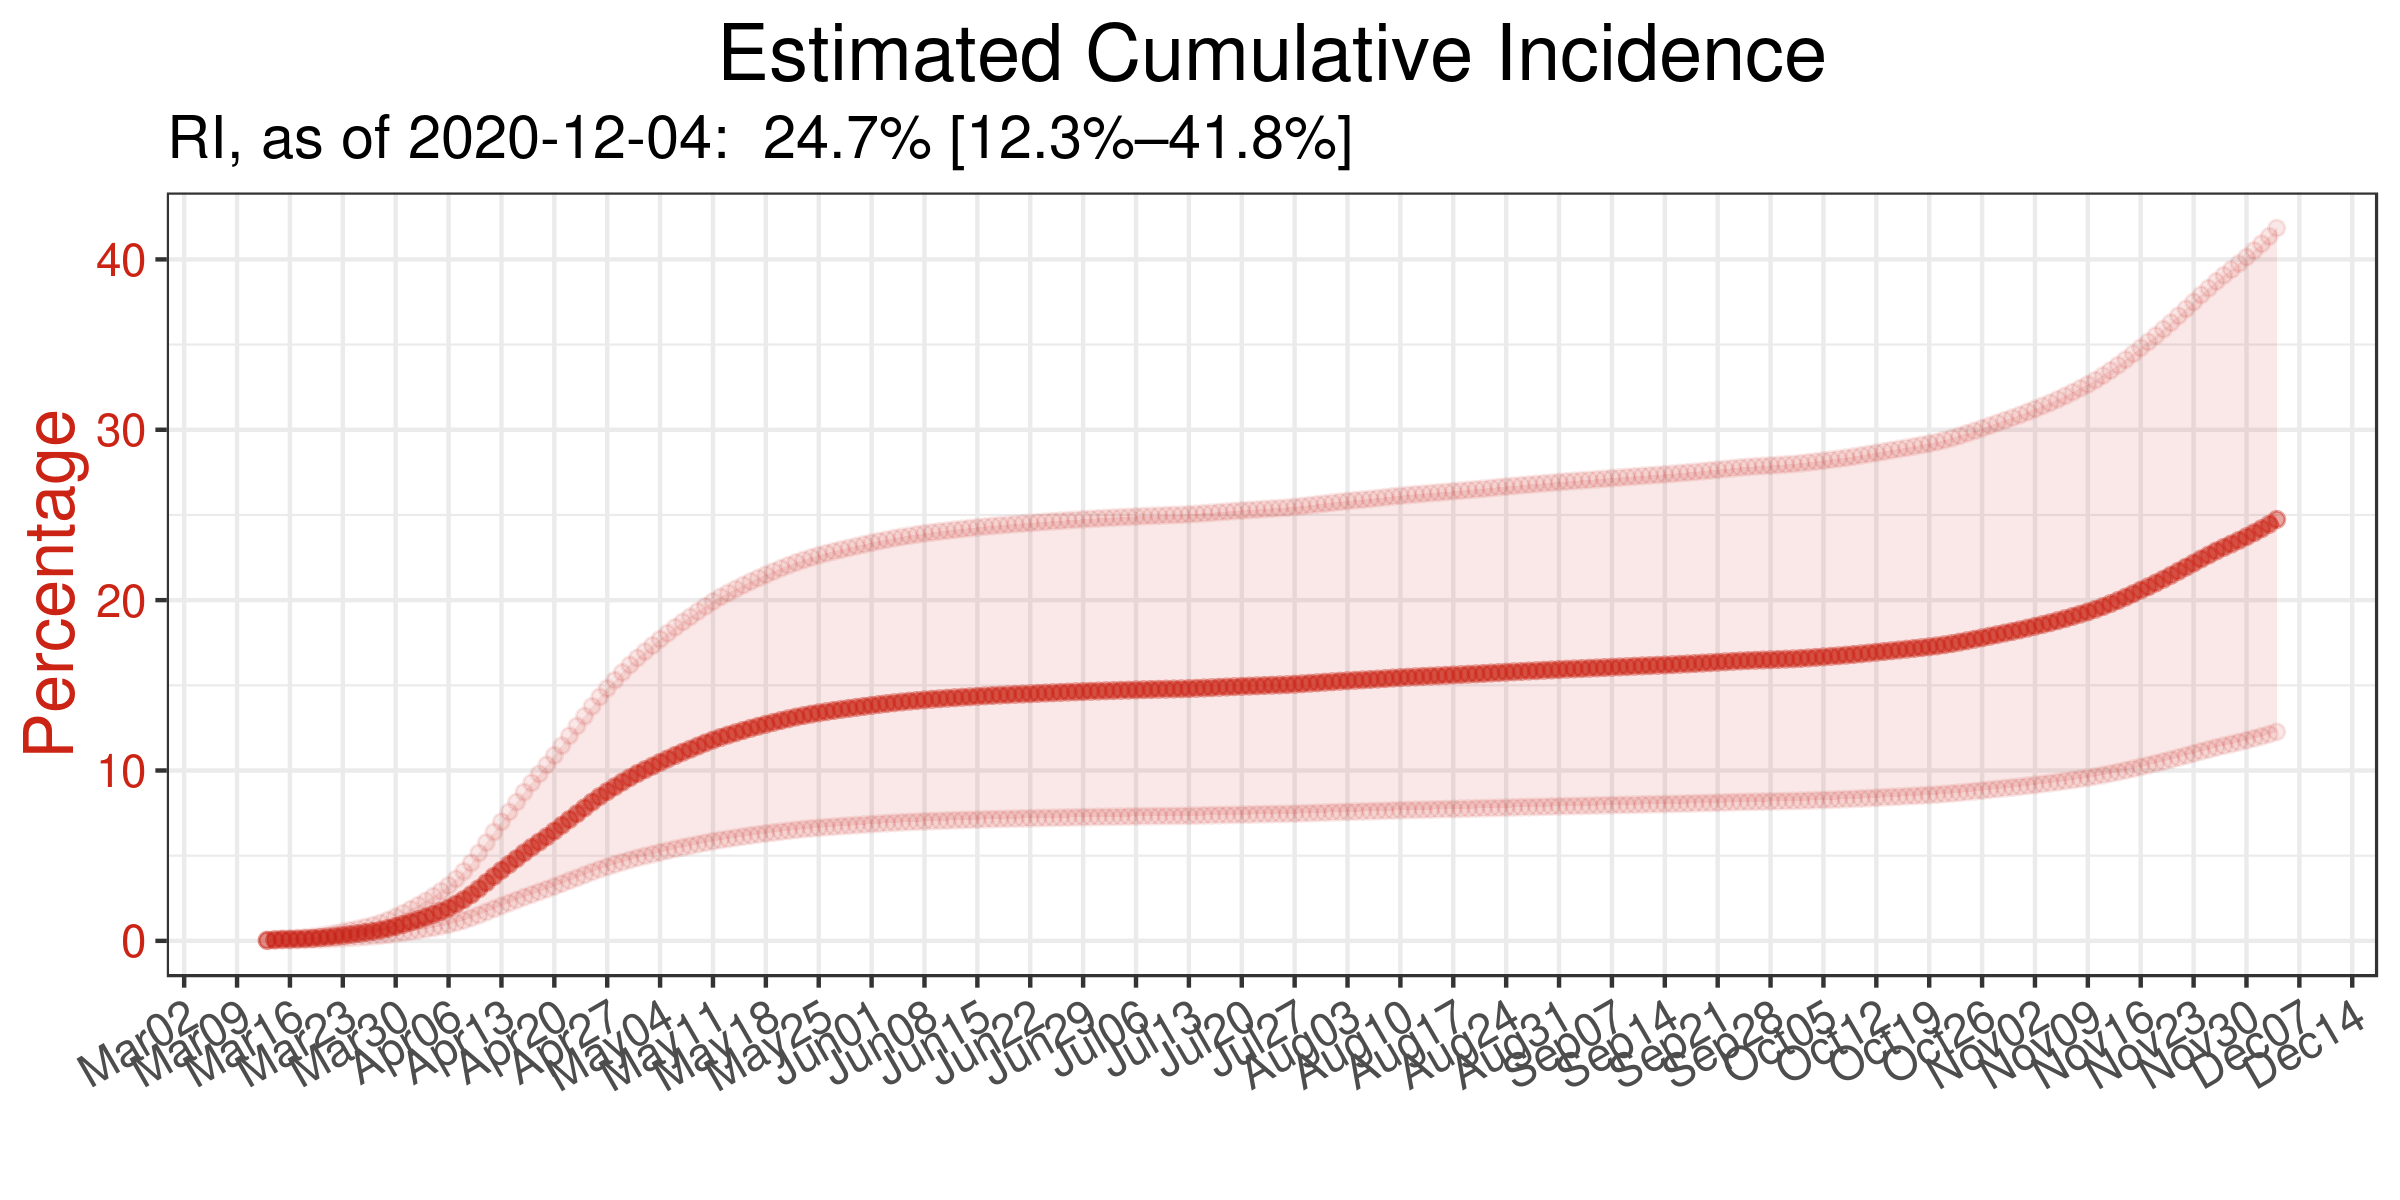 Estimated Cumulative Incidence
RI, as of 2020-12-04:  24.7% [12.3%–41.8%]
Percentage
40
30
20
10
0
Mar02
Mar09
Mar16
Mar23
Mar30
Apr06
Apr13
Apr20
Apr27
May04
May11
May18
May25
Jun01
Jun08
Jun15
Jun22
Jun29
Jul06
Jul13
Jul20
Jul27
Aug03
Aug10
Aug17
Aug24
Aug31
Sep07
Sep14
Sep21
Sep28
Oct05
Oct12
Oct19
Oct26
Nov02
Nov09
Nov16
Nov23
Nov30
Dec07
Dec14